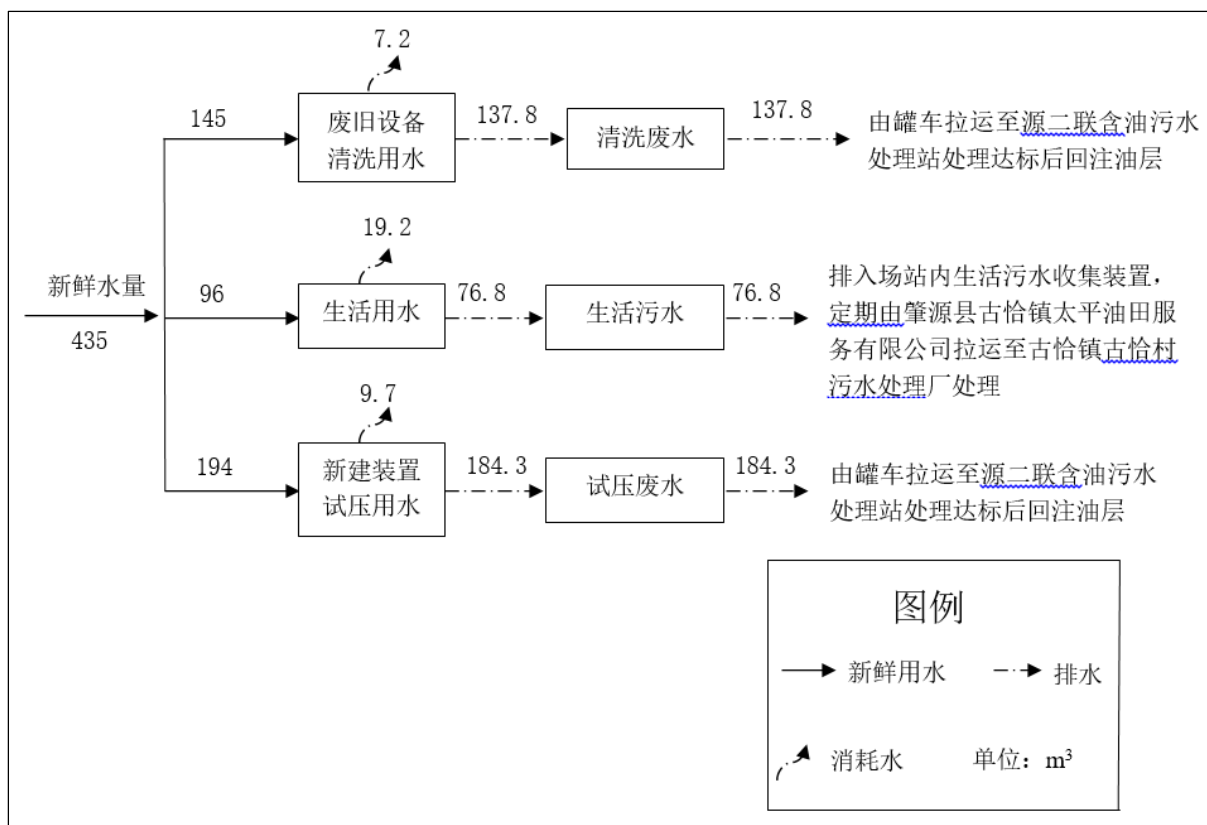 7.2
145
废旧设备
清洗用水
137.8
清洗废水
137.8
由罐车拉运至源二联含油污水
处理站处理达标后回注油层
新鲜水量
435
19.2
96
生活用水
76.8
生活污水
76.8
排入场站内生活污水收集装置，
定期由肇源县古恰镇太平油田服
务有限公司拉运至古恰镇古恰村
污水处理厂处理
9.7
194
新建装置
试压用水
184.3
试压废水
184.3
由罐车拉运至源二联含油污水
处理站处理达标后回注油层
图例
新鲜用水
排水
消耗水
单位：m³